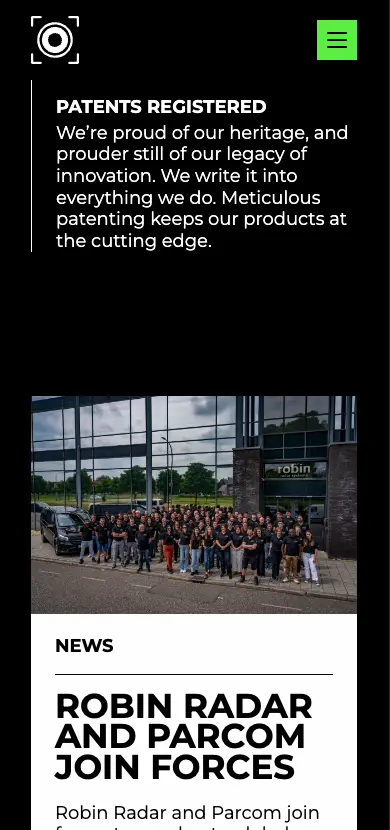 PATENTS REGISTERED
We’re proud of our heritage, and
prouder still of our legacy of
innovation. We write it into
everything we do. Meticulous
patenting keeps our products at
the cutting edge.
robin
NEWS
ROBIN RADAR
AND PARCOM
JOIN FORCES
Robin Radar and Parcom join